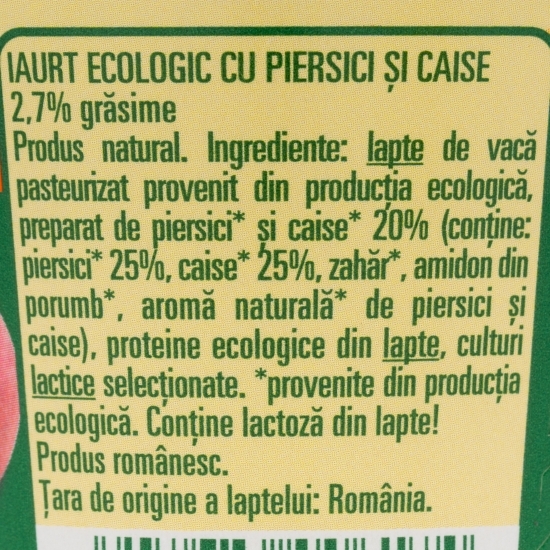 IAURT ECOLOGIC CU PIERSICI ȘI CAISE
2,7% grăsime
Produs natural. Ingrediente: lapte de vacă
pasteurizat provenit din producția ecologică,
preparat de piersici* și caise* 20% (conține:
piersici* 25%, caise* 25%, zahăr*, amidon din
porumb*, aromă naturală* de piersici și
caise), proteine ecologice din lapte, culturi
lactice selecționate. *provenite din producția
ecologică. Conține lactoză din lapte!
Produs românesc.
Țara de origine a laptelui: România.